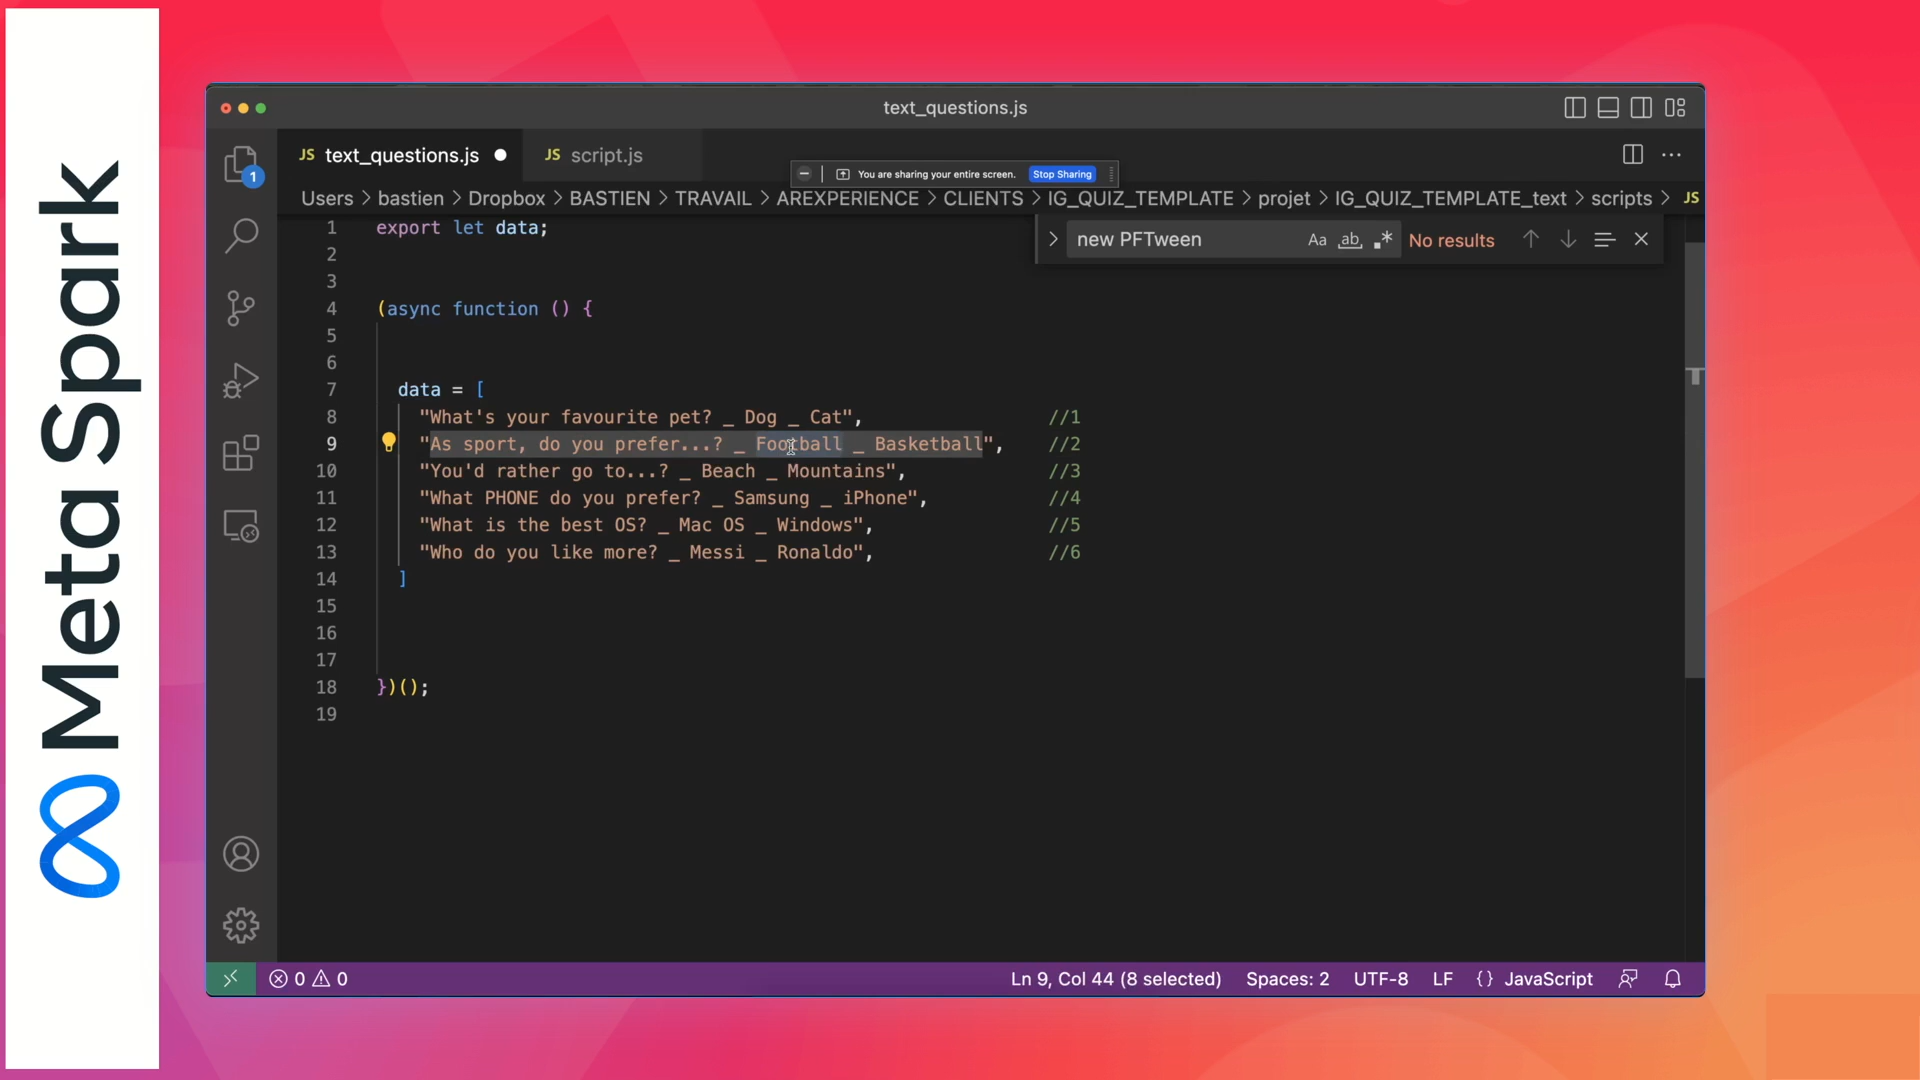 Meta Spark
text_questions.js
JS text_questions.js
JS script.js
You are sharing your entire screen. Stop Sharing
Users > bastien > Dropbox > BASTIEN > TRAVAIL > AREXPERIENCE > CLIENTS > IG_QUIZ_TEMPLATE > projet > IG_QUIZ_TEMPLATE_text > scripts > JS
new PFTween Aa ab .* No results
1
1 export let data;
2
3
4 (async function () {
5
6
7 data = [
8 "What's your favourite pet? _ Dog _ Cat", //1
9 "As sport, do you prefer...? _ Football _ Basketball", //2
10 "You'd rather go to...? _ Beach _ Mountains", //3
11 "What PHONE do you prefer? _ Samsung _ iPhone", //4
12 "What is the best OS? _ Mac OS _ Windows", //5
13 "Who do you like more? _ Messi _ Ronaldo", //6
14 ]
15
16
17
18 })();
19
0 0 Ln 9, Col 44 (8 selected) Spaces: 2 UTF-8 LF {} JavaScript